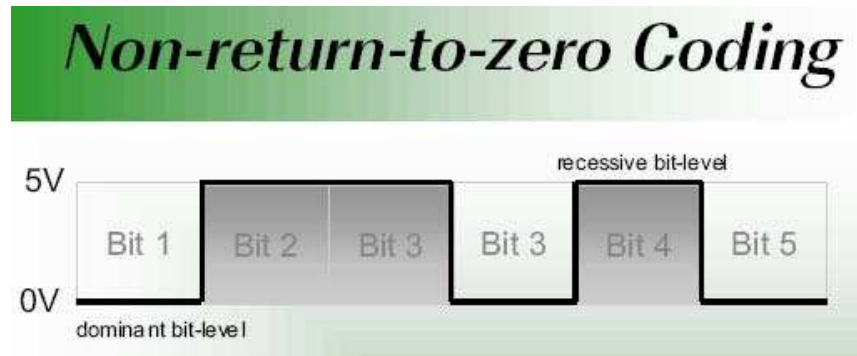 Non-return-to-zero Coding
recessive bit-level
5V
Bit 1 Bit 2 Bit 3 Bit 3 Bit 4 Bit 5
0V
dominant bit-level